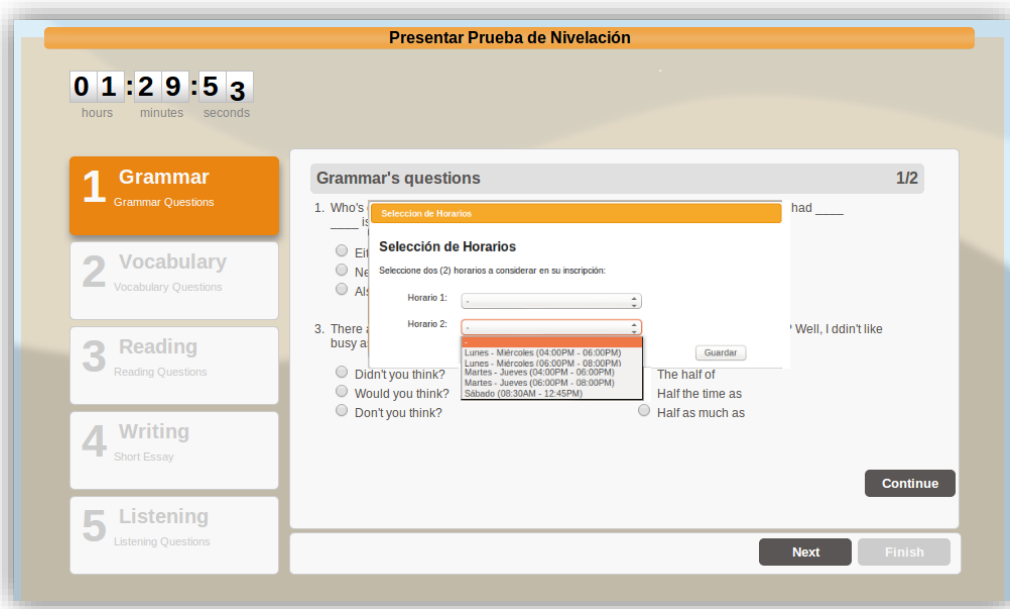 Presentar Prueba de Nivelación
01:29:53
hours minutes seconds
1 Grammar
Grammar Questions
2 Vocabulary
Vocabulary Questions
3 Reading
Reading Questions
4 Writing
Short Essay
5 Listening
Listening Questions
Grammar's questions 1/2
1. Who's had ____
____ is
3. There ? Well, I ddin't like
busy
Didn't you think?
Would you think?
Don't you think?
The half of
Half the time as
Half as much as
Seleccion de Horarios
Selección de Horarios
Seleccione dos (2) horarios a considerar en su inscripción:
Horario 1: -
Horario 2: -
-
Lunes - Miércoles (04:00PM - 06:00PM)
Lunes - Miércoles (06:00PM - 08:00PM)
Martes - Jueves (04:00PM - 06:00PM)
Martes - Jueves (06:00PM - 08:00PM)
Sábado (08:30AM - 12:45PM)
Guardar
Continue
Next
Finish